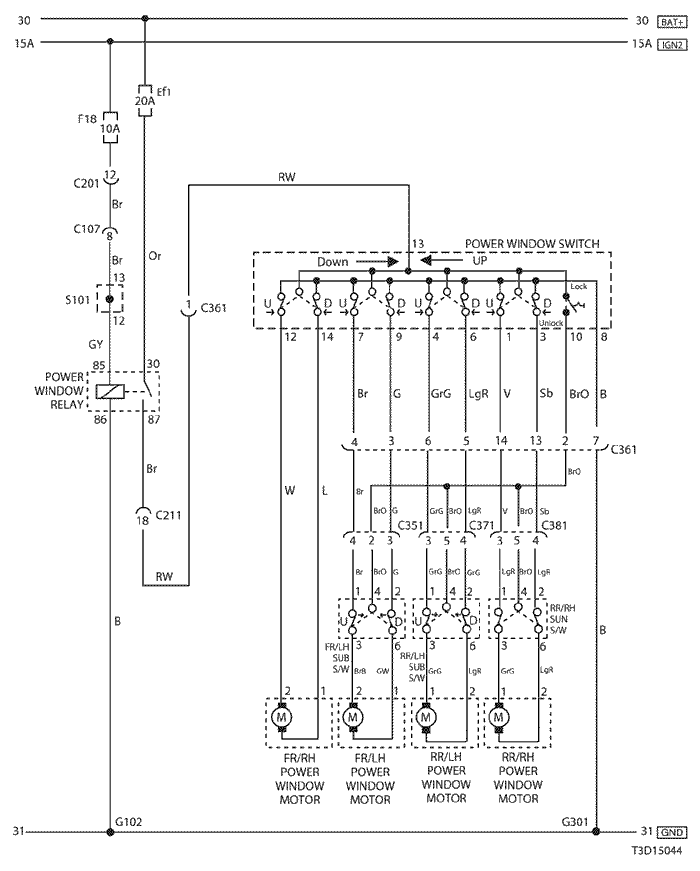 30 30 BAT+
15A 15A IGN2
Ef1
20A
F18
10A
12
C201
Br
RW
C107
8
13
POWER WINDOW SWITCH
Br
Or
Down UP
13
S101
Lock
1
C361
U D U D U D U D
12
Unlock
12 14 7 9 4 6 1 3 10 8
GY
85 30
POWER
WINDOW
RELAY
Br G GrG LgR V Sb BrO B
86 87
4 3 6 5 14 13 2 7
C361
Br
BrO
W L
Br
BrO G GrG BrO LgR V BrO Sb
18
C211
C351 C371 C381
4 2 3 3 5 4 3 5 4
RW
Br BrO G GrG BrO GrG LgR BrO LgR
1 4 2 1 4 2 1 4 2
B
U D U D
RR/RH
SUN
S/W
B
3 6 3 6 3 6
FR/LH
SUB
S/W
RR/LH
SUB
S/W
BrB GW GrG LgR GrG LgR
2 1 2 1 1 2 1 2
M M M M
FR/RH
POWER
WINDOW
MOTOR
FR/LH
POWER
WINDOW
MOTOR
RR/LH
POWER
WINDOW
MOTOR
RR/RH
POWER
WINDOW
MOTOR
G102 G301
31 31 GND
T3D15044